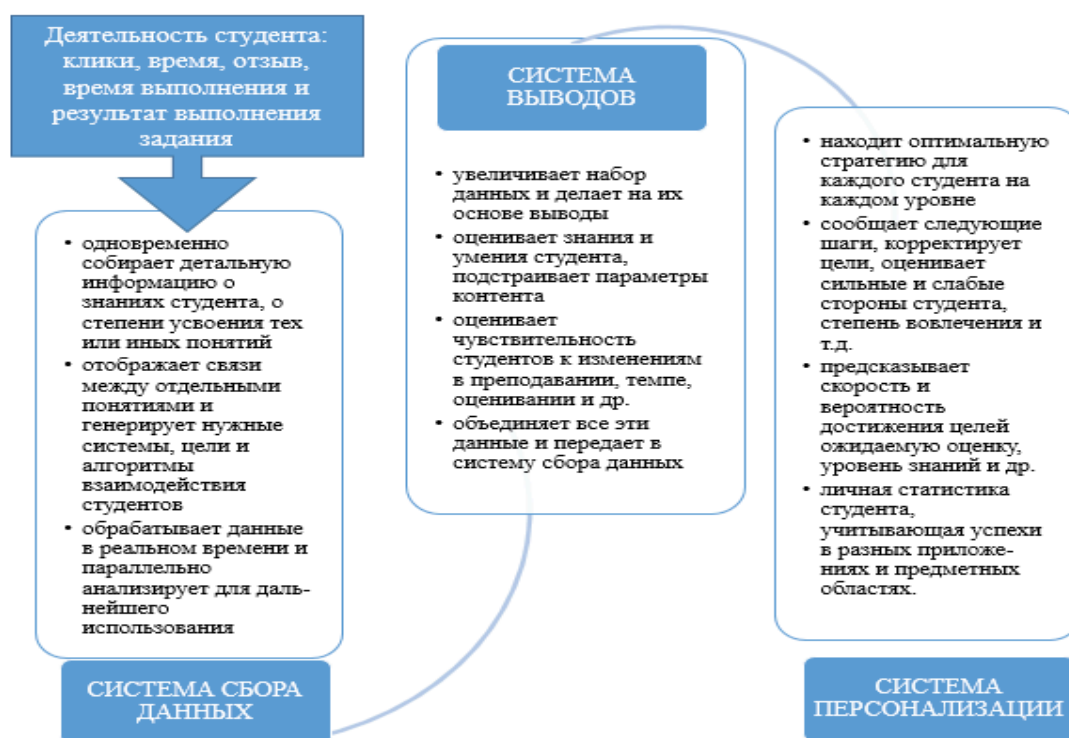 Деятельность студента:
клики, время, отзыв,
время выполнения и
результат выполнения
задания
• одновременно
собирает детальную
информацию о
знаниях студента, о
степени усвоения тех
или иных понятий
• отображает связи
между отдельными
понятиями и
генерирует нужные
системы, цели и
алгоритмы
взаимодействия
студентов
• обрабатывает данные
в реальном времени и
параллельно
анализирует для даль-
нейшего
использования
СИСТЕМА СБОРА
ДАННЫХ
СИСТЕМА
ВЫВОДОВ
• увеличивает набор
данных и делает на их
основе выводы
• оценивает знания и
умения студента,
подстраивает параметры
контента
• оценивает
чувствительность
студентов к изменениям
в преподавании, темпе,
оценивании и др.
• объединяет все эти
данные и передает в
систему сбора данных
• находит оптимальную
стратегию для
каждого студента на
каждом уровне
• сообщает следующие
шаги, корректирует
цели, оценивает
сильные и слабые
стороны студента,
степень вовлечения и
т.д.
• предсказывает
скорость и
вероятность
достижения целей
ожидаемую оценку,
уровень знаний и др.
• личная статистика
студента,
учитывающая успехи
в разных приложе-
ниях и предметных
областях.
СИСТЕМА
ПЕРСОНАЛИЗАЦИИ